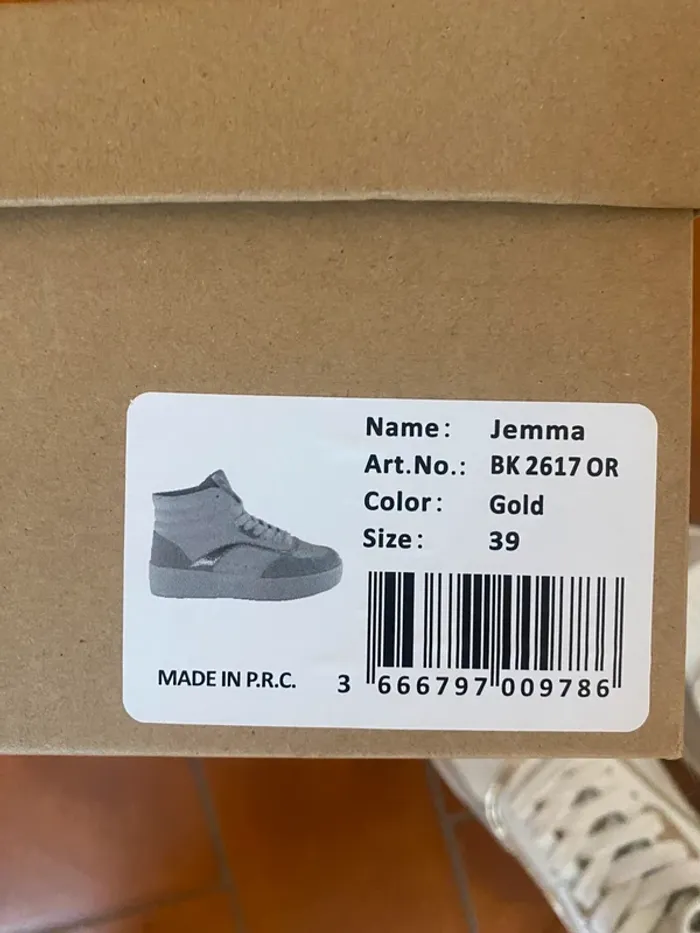 Name: Jemma
Art.No.: BK 2617 OR
Color: Gold
Size: 39
MADE IN P.R.C.
3 666797 009786